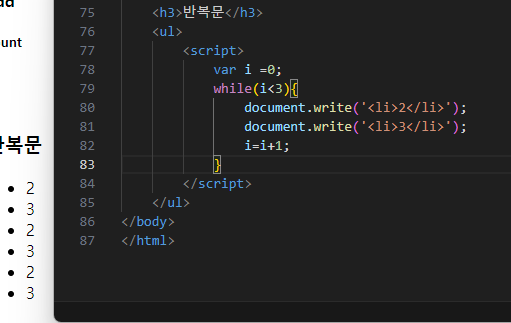 unt
반복문
2
3
2
3
2
3
75 <h3>반복문</h3>
76 <ul>
77 <script>
78 var i =0;
79 while(i<3){
80 document.write('<li>2</li>');
81 document.write('<li>3</li>');
82 i=i+1;
83 }
84 </script>
85 </ul>
86 </body>
87 </html>